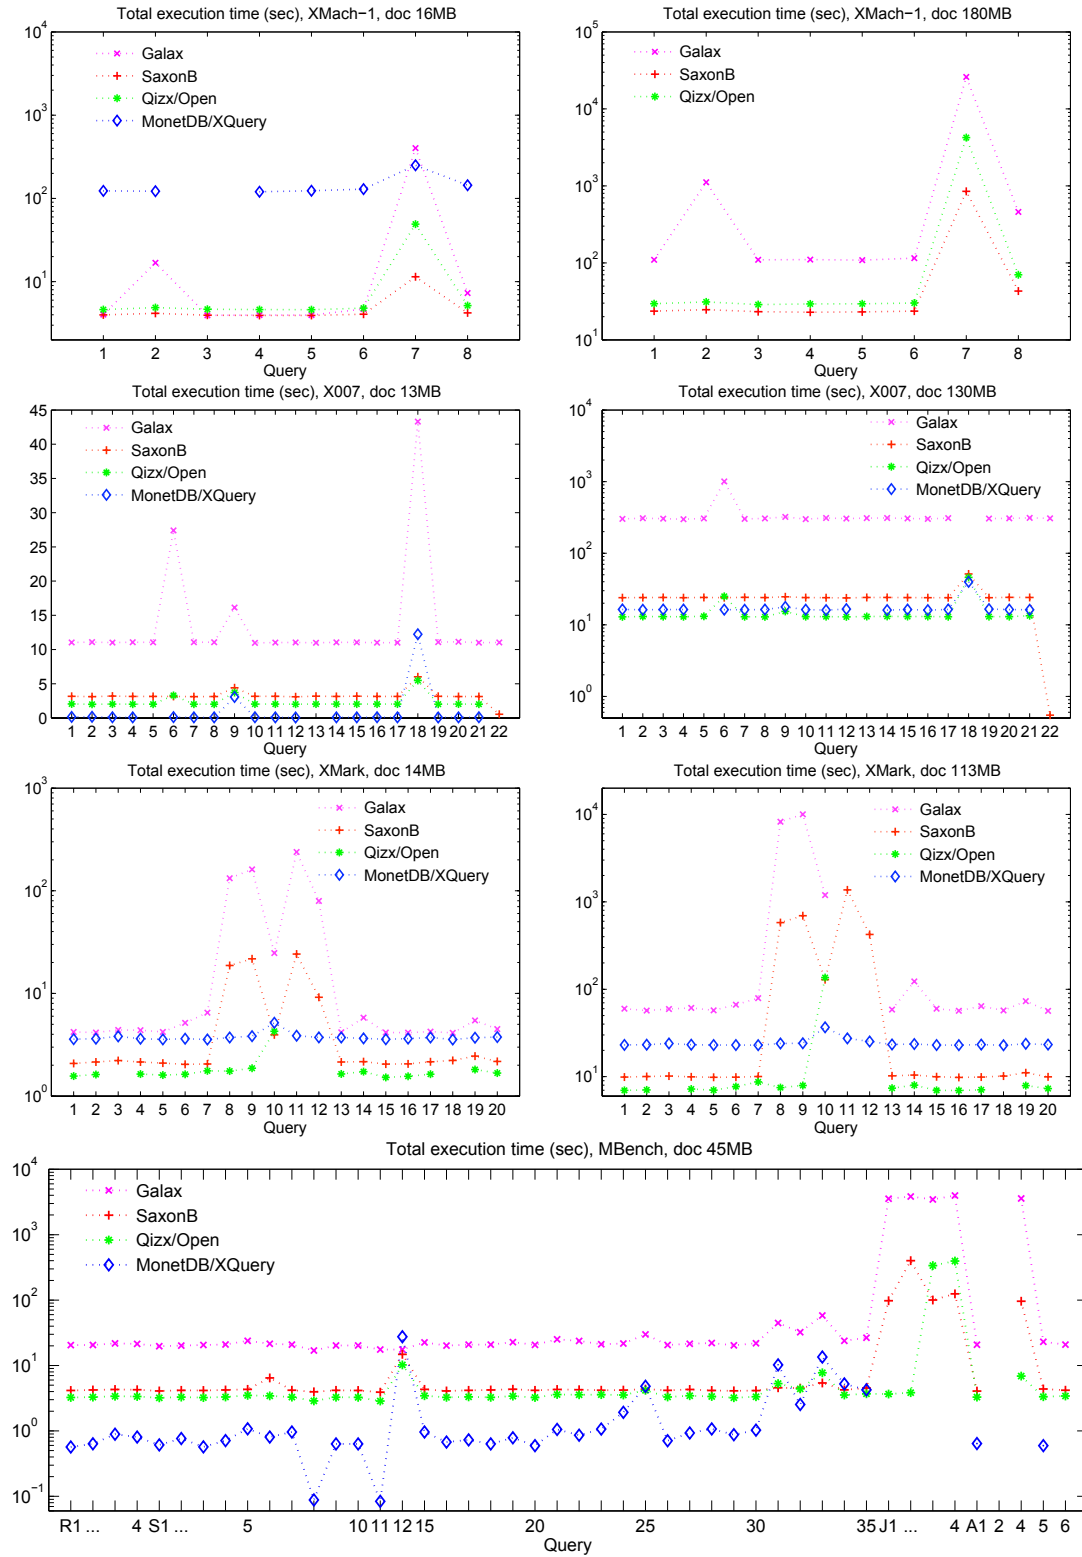 Total execution time (sec), XMach−1, doc 16MB
10^4
10^3
10^2
10^1
Galax
SaxonB
Qizx/Open
MonetDB/XQuery
1 2 3 4 5 6 7 8
Query
Total execution time (sec), XMach−1, doc 180MB
10^5
10^4
10^3
10^2
10^1
Galax
SaxonB
Qizx/Open
1 2 3 4 5 6 7 8
Query
Total execution time (sec), X007, doc 13MB
45
40
35
30
25
20
15
10
5
0
Galax
SaxonB
Qizx/Open
MonetDB/XQuery
1 2 3 4 5 6 7 8 9 10 11 12 13 14 15 16 17 18 19 20 21 22
Query
Total execution time (sec), X007, doc 130MB
10^4
10^3
10^2
10^1
10^0
Galax
SaxonB
Qizx/Open
MonetDB/XQuery
1 2 3 4 5 6 7 8 9 10 11 12 13 14 15 16 17 18 19 20 21 22
Query
Total execution time (sec), XMark, doc 14MB
10^3
10^2
10^1
10^0
Galax
SaxonB
Qizx/Open
MonetDB/XQuery
1 2 3 4 5 6 7 8 9 10 11 12 13 14 15 16 17 18 19 20
Query
Total execution time (sec), XMark, doc 113MB
10^4
10^3
10^2
10^1
Galax
SaxonB
Qizx/Open
MonetDB/XQuery
1 2 3 4 5 6 7 8 9 10 11 12 13 14 15 16 17 18 19 20
Query
Total execution time (sec), MBench, doc 45MB
10^4
10^3
10^2
10^1
10^0
10^−1
Galax
SaxonB
Qizx/Open
MonetDB/XQuery
R1 ... 4 S1 ... 5 10 11 12 15 20 25 30 35 J1 ... 4 A1 2 4 5 6
Query